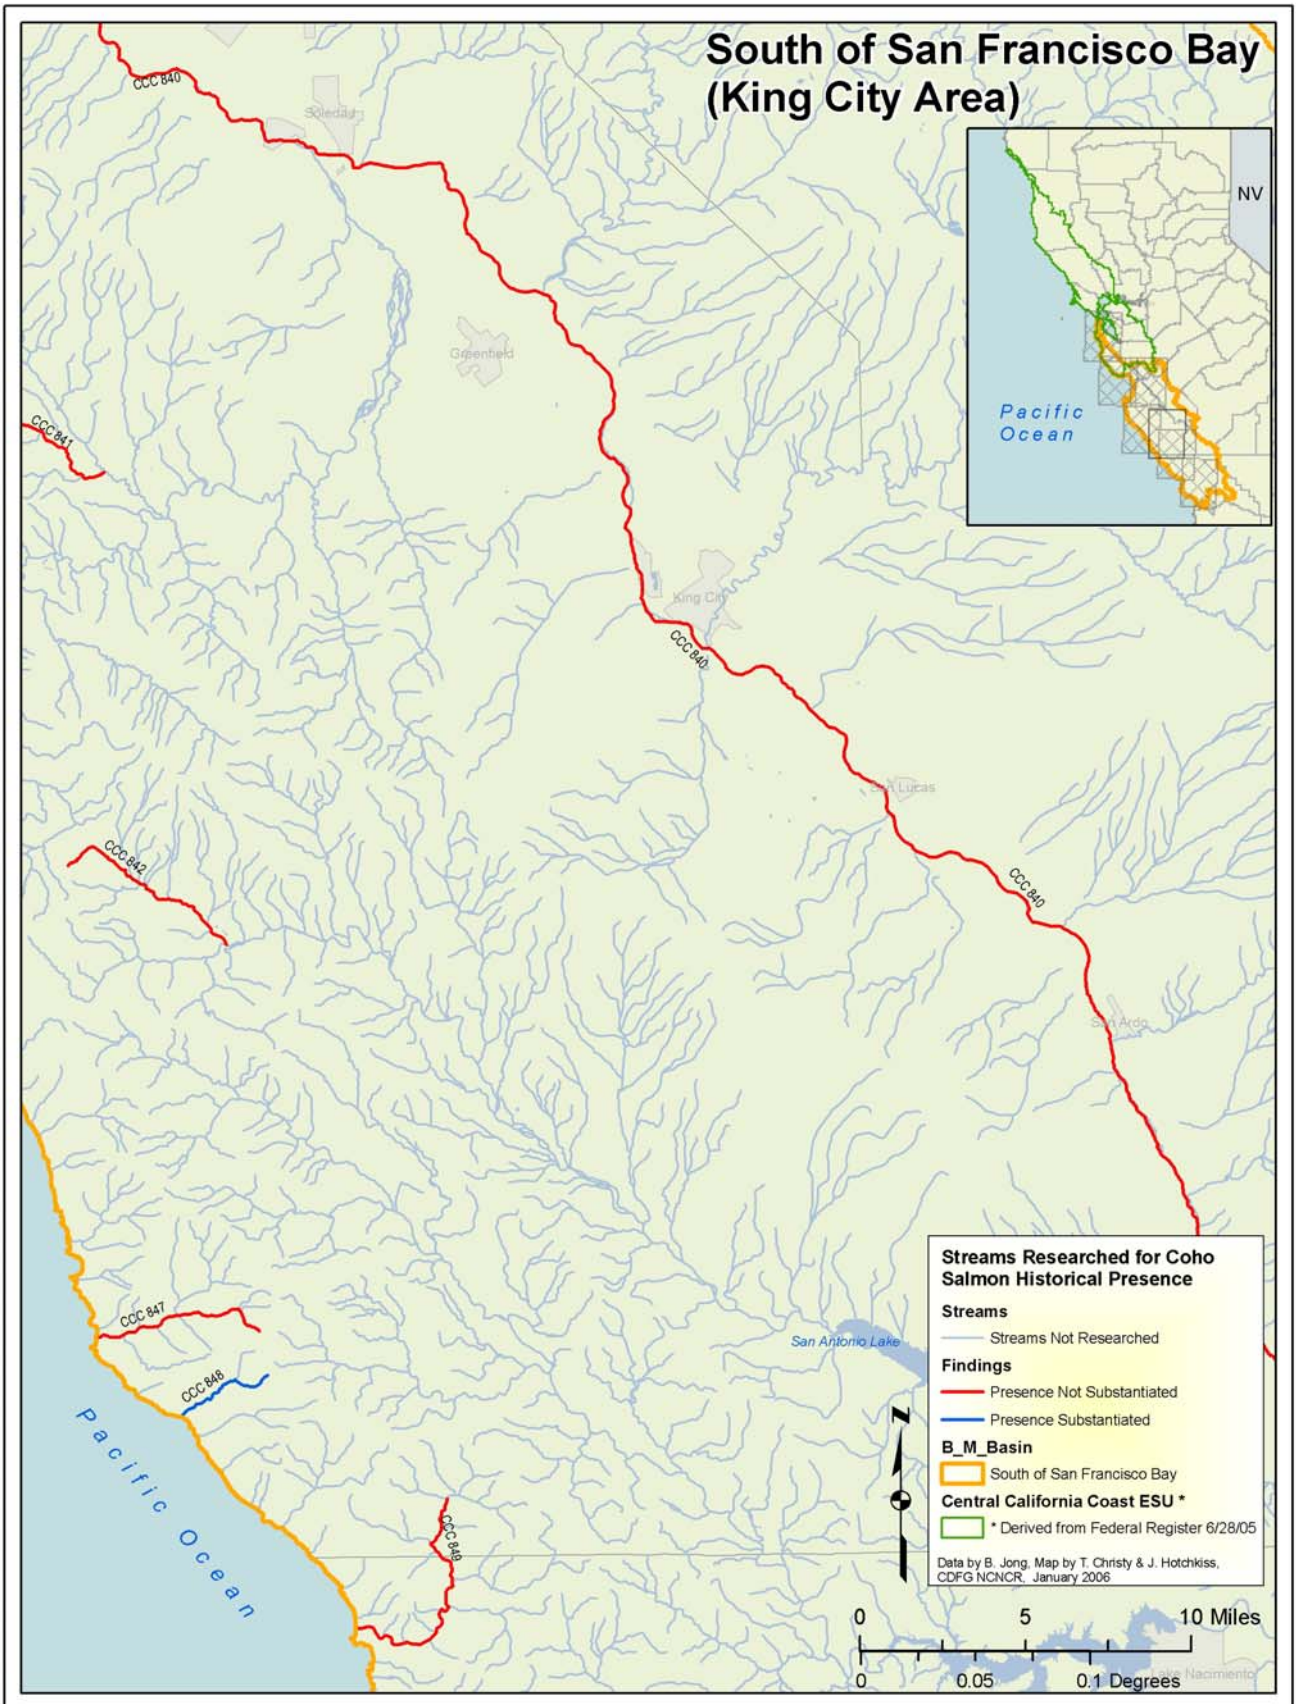 South of San Francisco Bay
(King City Area)
CCC 840
Soledad
NV
Pacific
Ocean
Greenfield
CCC 841
King City
CCC 840
San Lucas
CCC 842
CCC 840
San Ardo
CCC 847
CCC 848
Pacific Ocean
CCC 849
San Antonio Lake
Z
Streams Researched for Coho
Salmon Historical Presence
Streams
Streams Not Researched
Findings
Presence Not Substantiated
Presence Substantiated
B_M_Basin
South of San Francisco Bay
Central California Coast ESU *
* Derived from Federal Register 6/28/05
Data by B. Jong, Map by T. Christy & J. Hotchkiss,
CDFG NCNCR, January 2006
0 5 10 Miles
0 0.05 0.1 Degrees
Lake Nacimiento